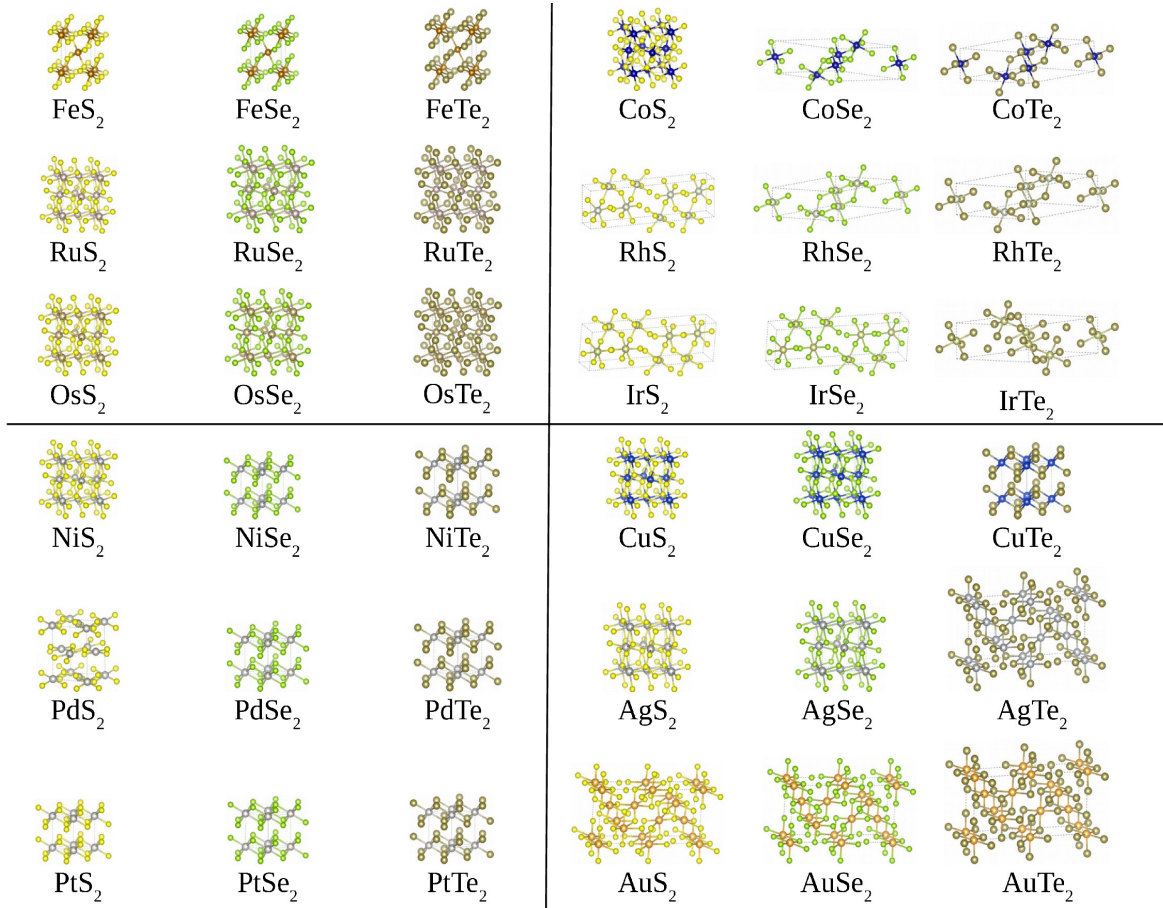 FeS₂ FeSe₂ FeTe₂ CoS₂ CoSe₂ CoTe₂
RuS₂ RuSe₂ RuTe₂ RhS₂ RhSe₂ RhTe₂
OsS₂ OsSe₂ OsTe₂ IrS₂ IrSe₂ IrTe₂
NiS₂ NiSe₂ NiTe₂ CuS₂ CuSe₂ CuTe₂
PdS₂ PdSe₂ PdTe₂ AgS₂ AgSe₂ AgTe₂
PtS₂ PtSe₂ PtTe₂ AuS₂ AuSe₂ AuTe₂